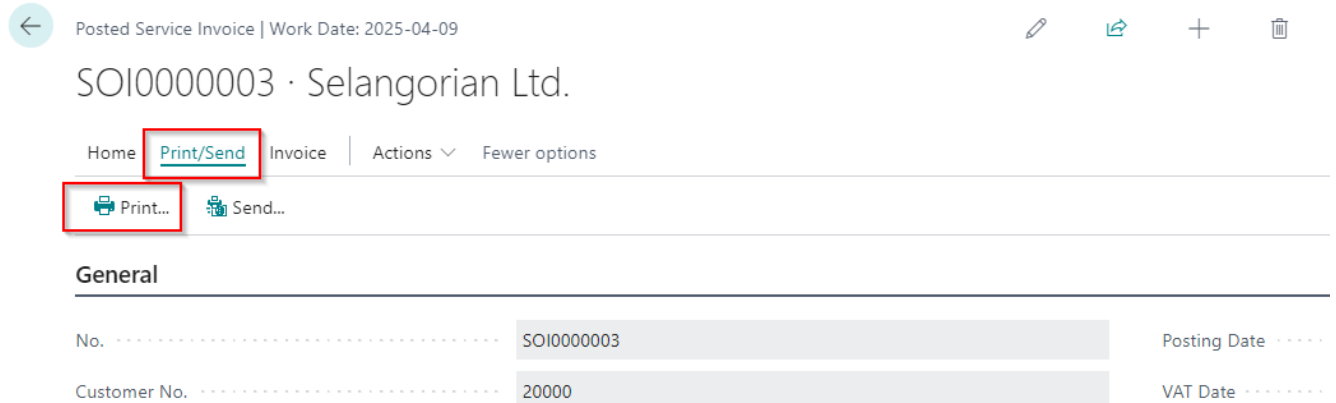 Posted Service Invoice | Work Date: 2025-04-09
SOI0000003 · Selangorian Ltd.
Home Print/Send Invoice Actions Fewer options
Print... Send...
General
No. SOI0000003 Posting Date
Customer No. 20000 VAT Date